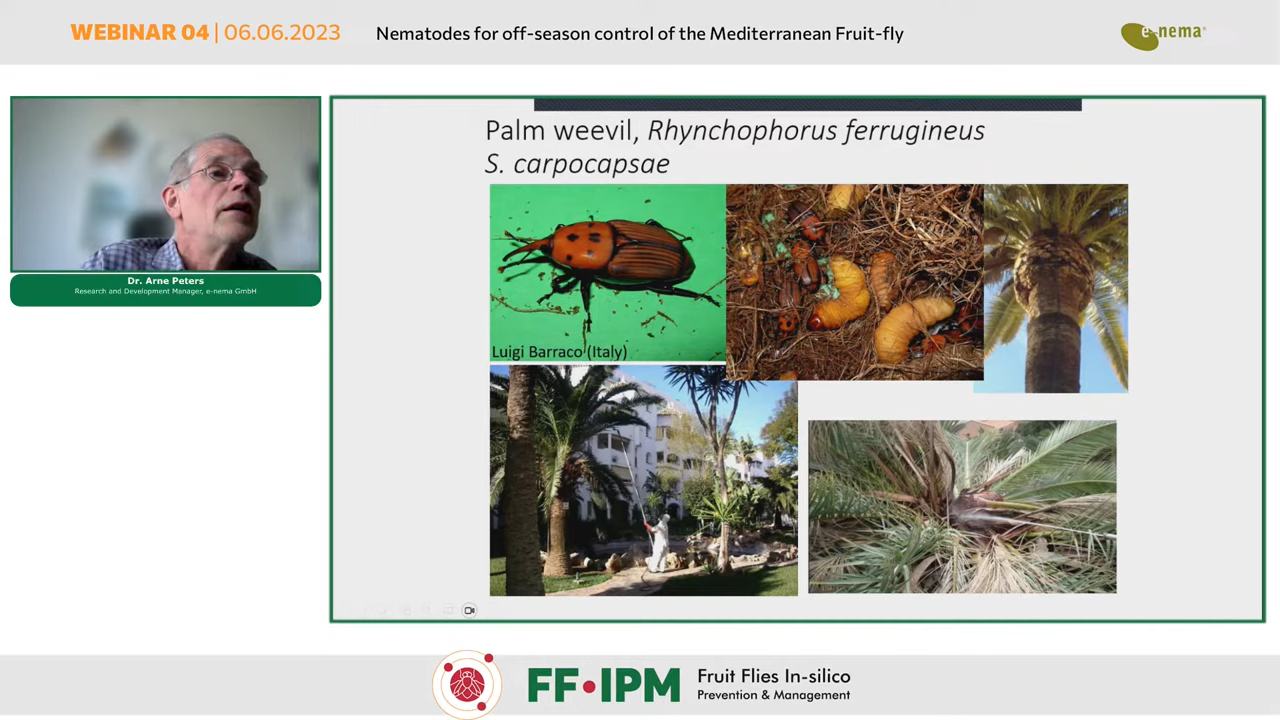 WEBINAR 04 | 06.06.2023
Nematodes for off-season control of the Mediterranean Fruit-fly
e-nema®
Palm weevil, Rhynchophorus ferrugineus
S. carpocapsae
Luigi Barraco (Italy)
Dr. Arne Peters
Research and Development Manager, e-nema GmbH
FF•IPM
Fruit Flies In-silico
Prevention & Management